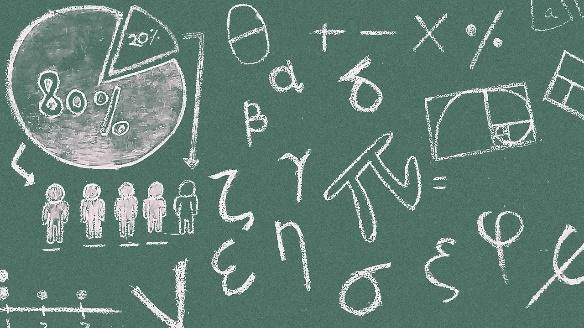 20%
80%
θ + − × %
α δ
β
γ π =
ζ
ε η σ ξ φ
a